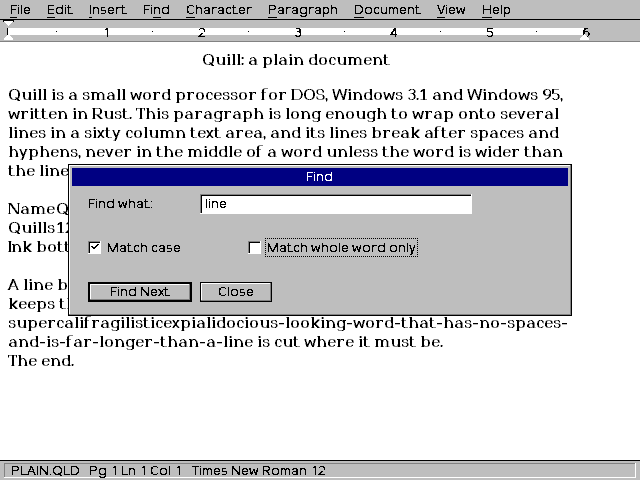 File Edit Insert Find Character Paragraph Document View Help
1 2 3 4 5 6
Quill: a plain document
Quill is a small word processor for DOS, Windows 3.1 and Windows 95,
written in Rust. This paragraph is long enough to wrap onto several
lines in a sixty column text area, and its lines break after spaces and
hyphens, never in the middle of a word unless the word is wider than
the line
Find
Find what: line
Match case Match whole word only
Find Next Close
Name
Quills
Ink bott
A line b
keeps
supercalifragilisticexpialidocious-looking-word-that-has-no-spaces-
and-is-far-longer-than-a-line is cut where it must be.
The end.
PLAIN.QLD Pg 1 Ln 1 Col 1 Times New Roman 12